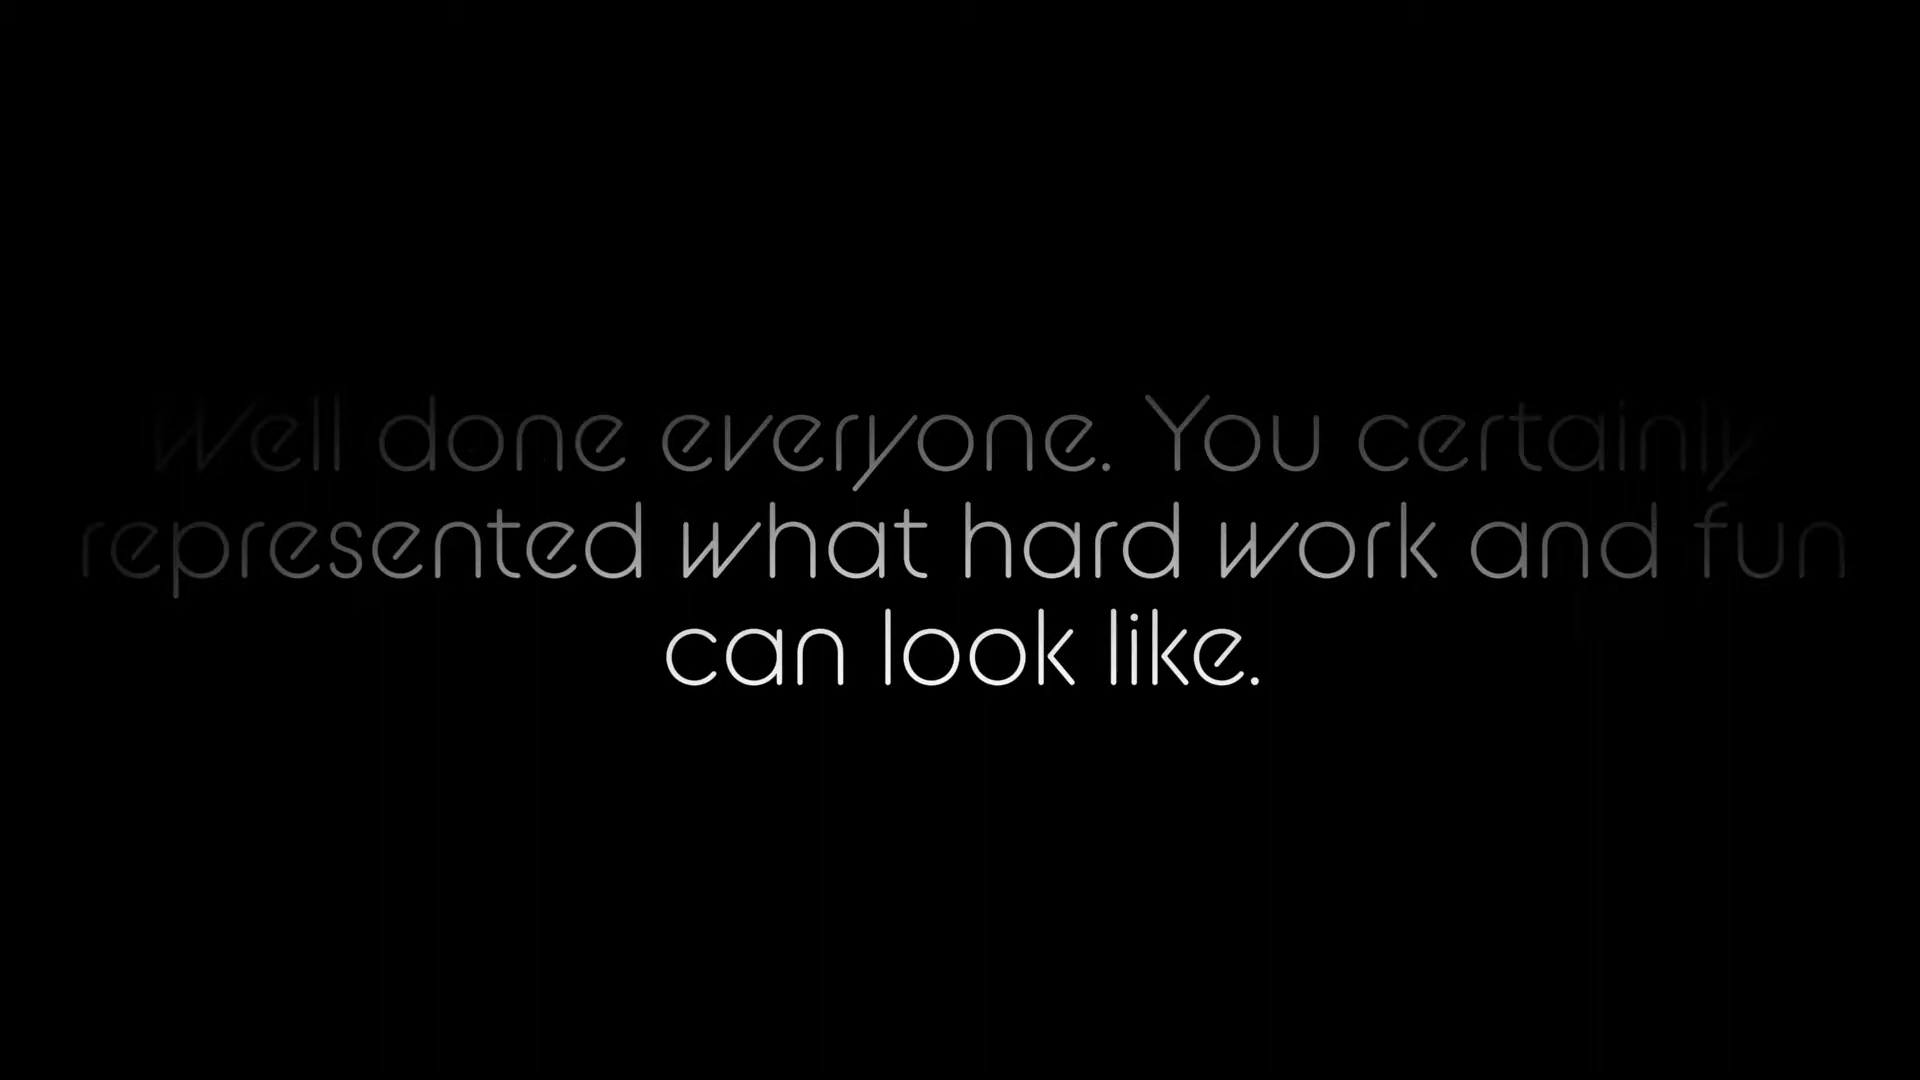 Well done everyone. You certainly
represented what hard work and fun
can look like.